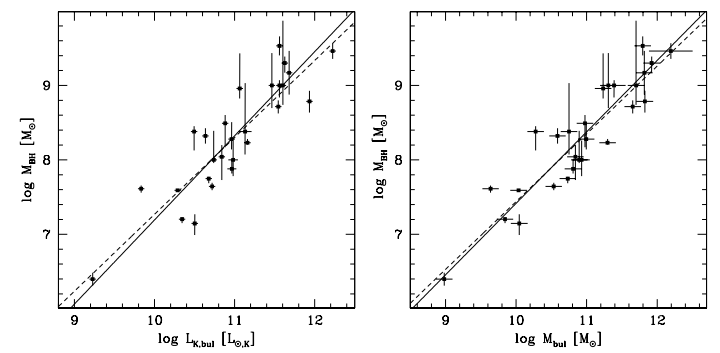 9
8
7
log M_BH [M_⊙]
9 10 11 12
log L_K,bul [L_⊙,K]
9
8
7
log M_BH [M_⊙]
9 10 11 12
log M_bul [M_⊙]